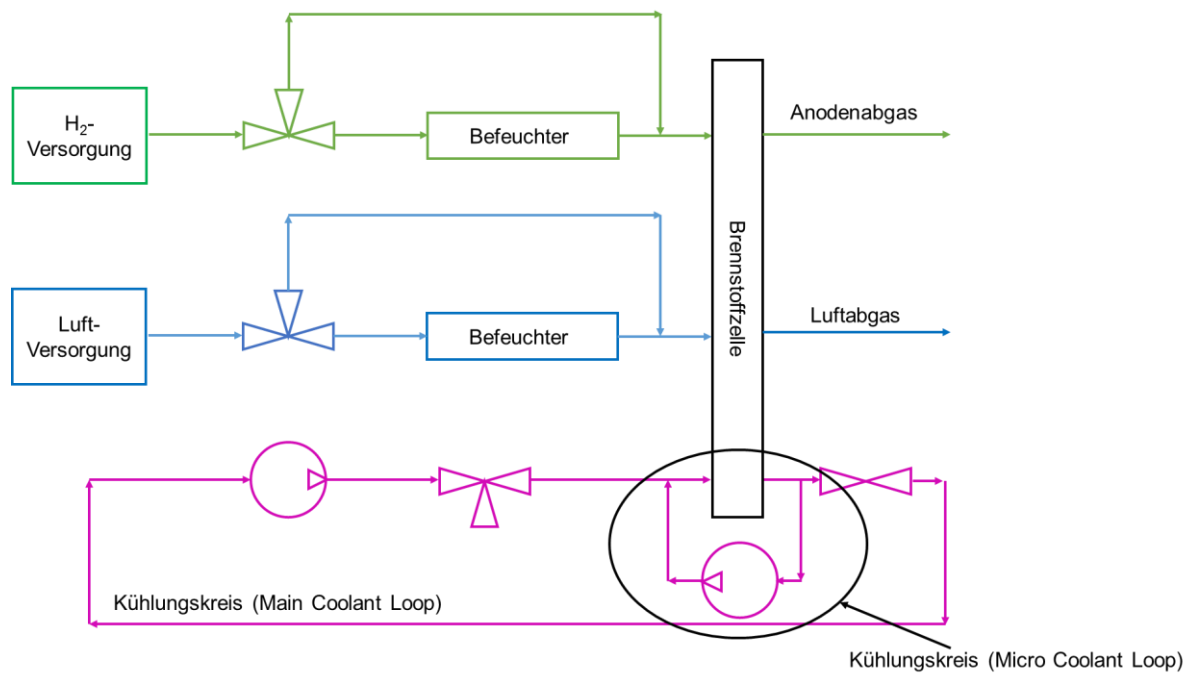 H₂-
Versorgung
Befeuchter
Anodenabgas
Brennstoffzelle
Luft-
Versorgung
Befeuchter
Luftabgas
Kühlungskreis (Main Coolant Loop)
Kühlungskreis (Micro Coolant Loop)